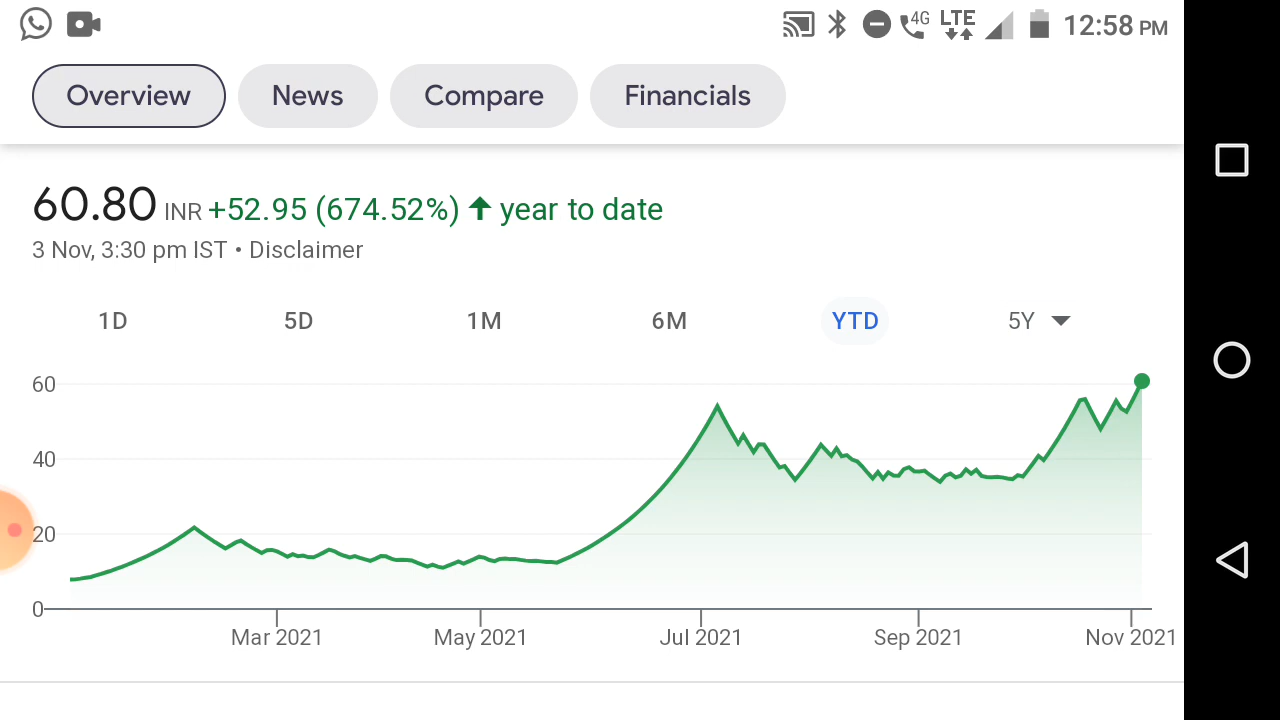 4G LTE 12:58 PM
Overview News Compare Financials
60.80 INR +52.95 (674.52%) ↑ year to date
3 Nov, 3:30 pm IST • Disclaimer
1D 5D 1M 6M YTD 5Y
60
40
20
0
Mar 2021 May 2021 Jul 2021 Sep 2021 Nov 2021